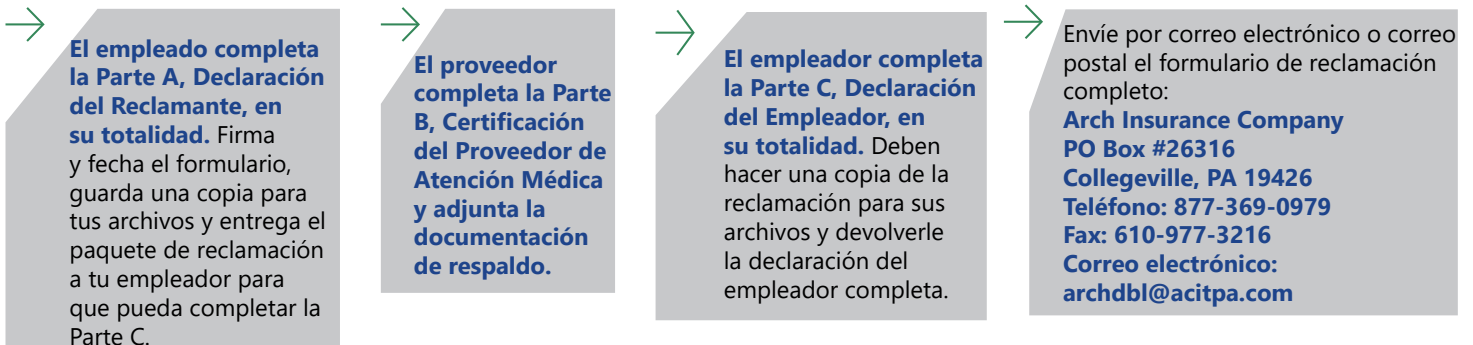 El empleado completa
la Parte A, Declaración
del Reclamante, en
su totalidad. Firma
y fecha el formulario,
guarda una copia para
tus archivos y entrega el
paquete de reclamación
a tu empleador para
que pueda completar la
Parte C.
El proveedor
completa la Parte
B, Certificación
del Proveedor de
Atención Médica
y adjunta la
documentación
de respaldo.
El empleador completa
la Parte C, Declaración
del Empleador, en
su totalidad. Deben
hacer una copia de la
reclamación para sus
archivos y devolverle
la declaración del
empleador completa.
Envíe por correo electrónico o correo
postal el formulario de reclamación
completo:
Arch Insurance Company
PO Box #26316
Collegeville, PA 19426
Teléfono: 877-369-0979
Fax: 610-977-3216
Correo electrónico:
archdbl@acitpa.com